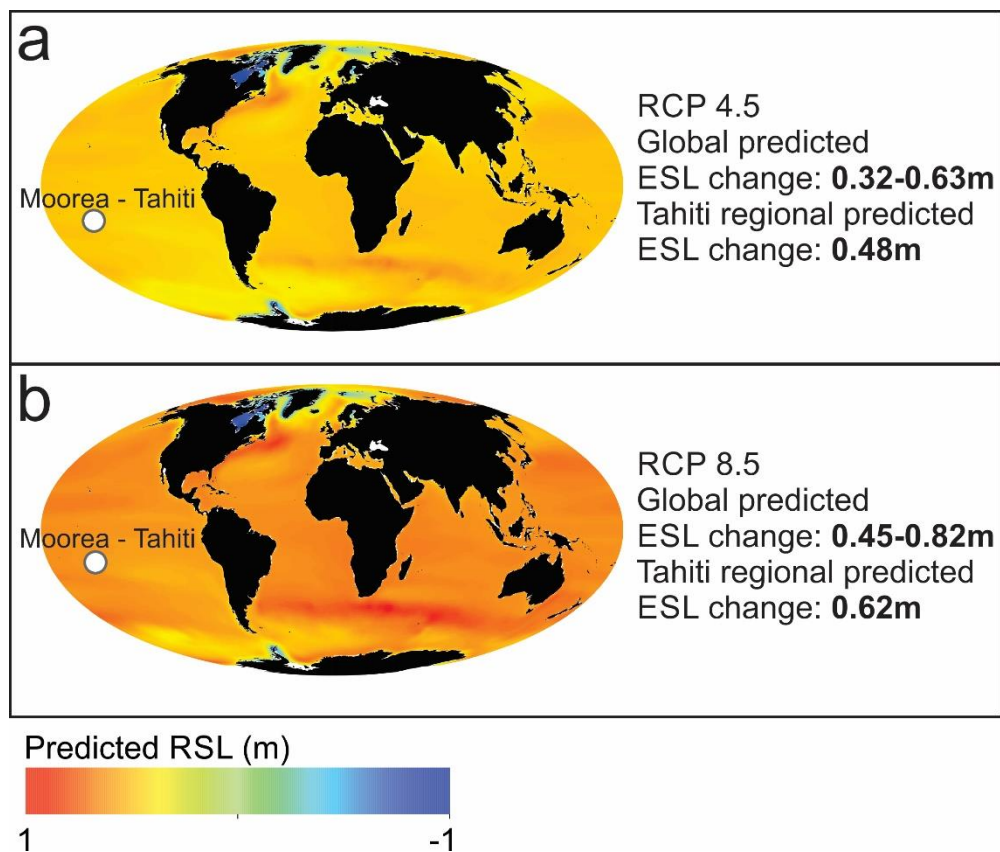 a
Moorea - Tahiti
RCP 4.5
Global predicted
ESL change: 0.32-0.63m
Tahiti regional predicted
ESL change: 0.48m
b
Moorea - Tahiti
RCP 8.5
Global predicted
ESL change: 0.45-0.82m
Tahiti regional predicted
ESL change: 0.62m
Predicted RSL (m)
1 -1